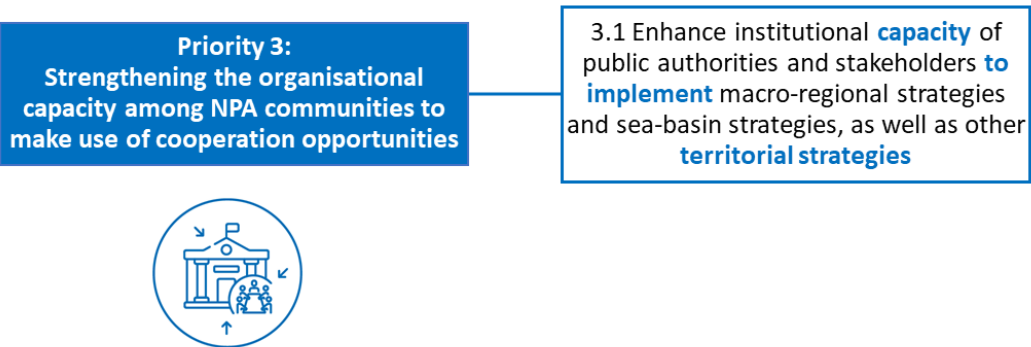 Priority 3:
Strengthening the organisational
capacity among NPA communities to
make use of cooperation opportunities
3.1 Enhance institutional capacity of
public authorities and stakeholders to
implement macro-regional strategies
and sea-basin strategies, as well as other
territorial strategies